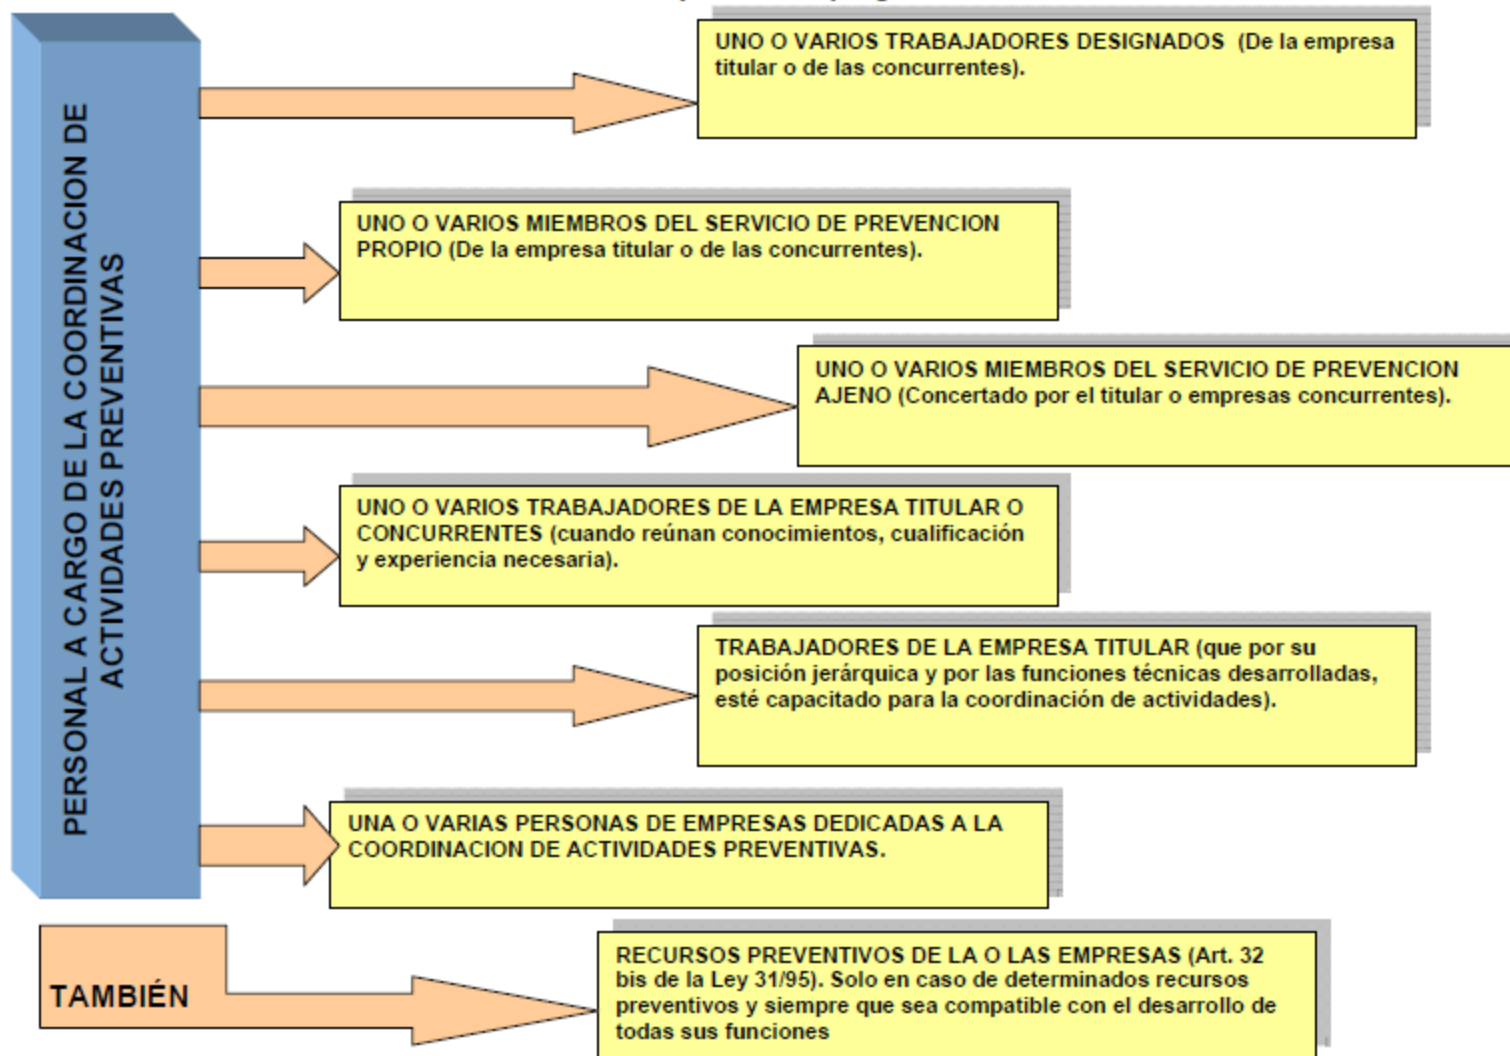 PERSONAL A CARGO DE LA COORDINACION DE
ACTIVIDADES PREVENTIVAS
UNO O VARIOS TRABAJADORES DESIGNADOS (De la empresa
titular o de las concurrentes).
UNO O VARIOS MIEMBROS DEL SERVICIO DE PREVENCION
PROPIO (De la empresa titular o de las concurrentes).
UNO O VARIOS MIEMBROS DEL SERVICIO DE PREVENCION
AJENO (Concertado por el titular o empresas concurrentes).
UNO O VARIOS TRABAJADORES DE LA EMPRESA TITULAR O
CONCURRENTES (cuando reúnan conocimientos, cualificación
y experiencia necesaria).
TRABAJADORES DE LA EMPRESA TITULAR (que por su
posición jerárquica y por las funciones técnicas desarrolladas,
esté capacitado para la coordinación de actividades).
UNA O VARIAS PERSONAS DE EMPRESAS DEDICADAS A LA
COORDINACION DE ACTIVIDADES PREVENTIVAS.
TAMBIÉN
RECURSOS PREVENTIVOS DE LA O LAS EMPRESAS (Art. 32
bis de la Ley 31/95). Solo en caso de determinados recursos
preventivos y siempre que sea compatible con el desarrollo de
todas sus funciones